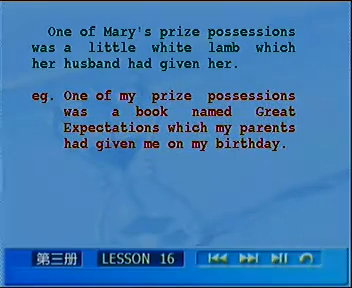 One of Mary's prize possessions
was a little white lamb which
her husband had given her.
eg. One of my prize possessions
was a book named Great
Expectations which my parents
had given me on my birthday.
第三册 LESSON 16